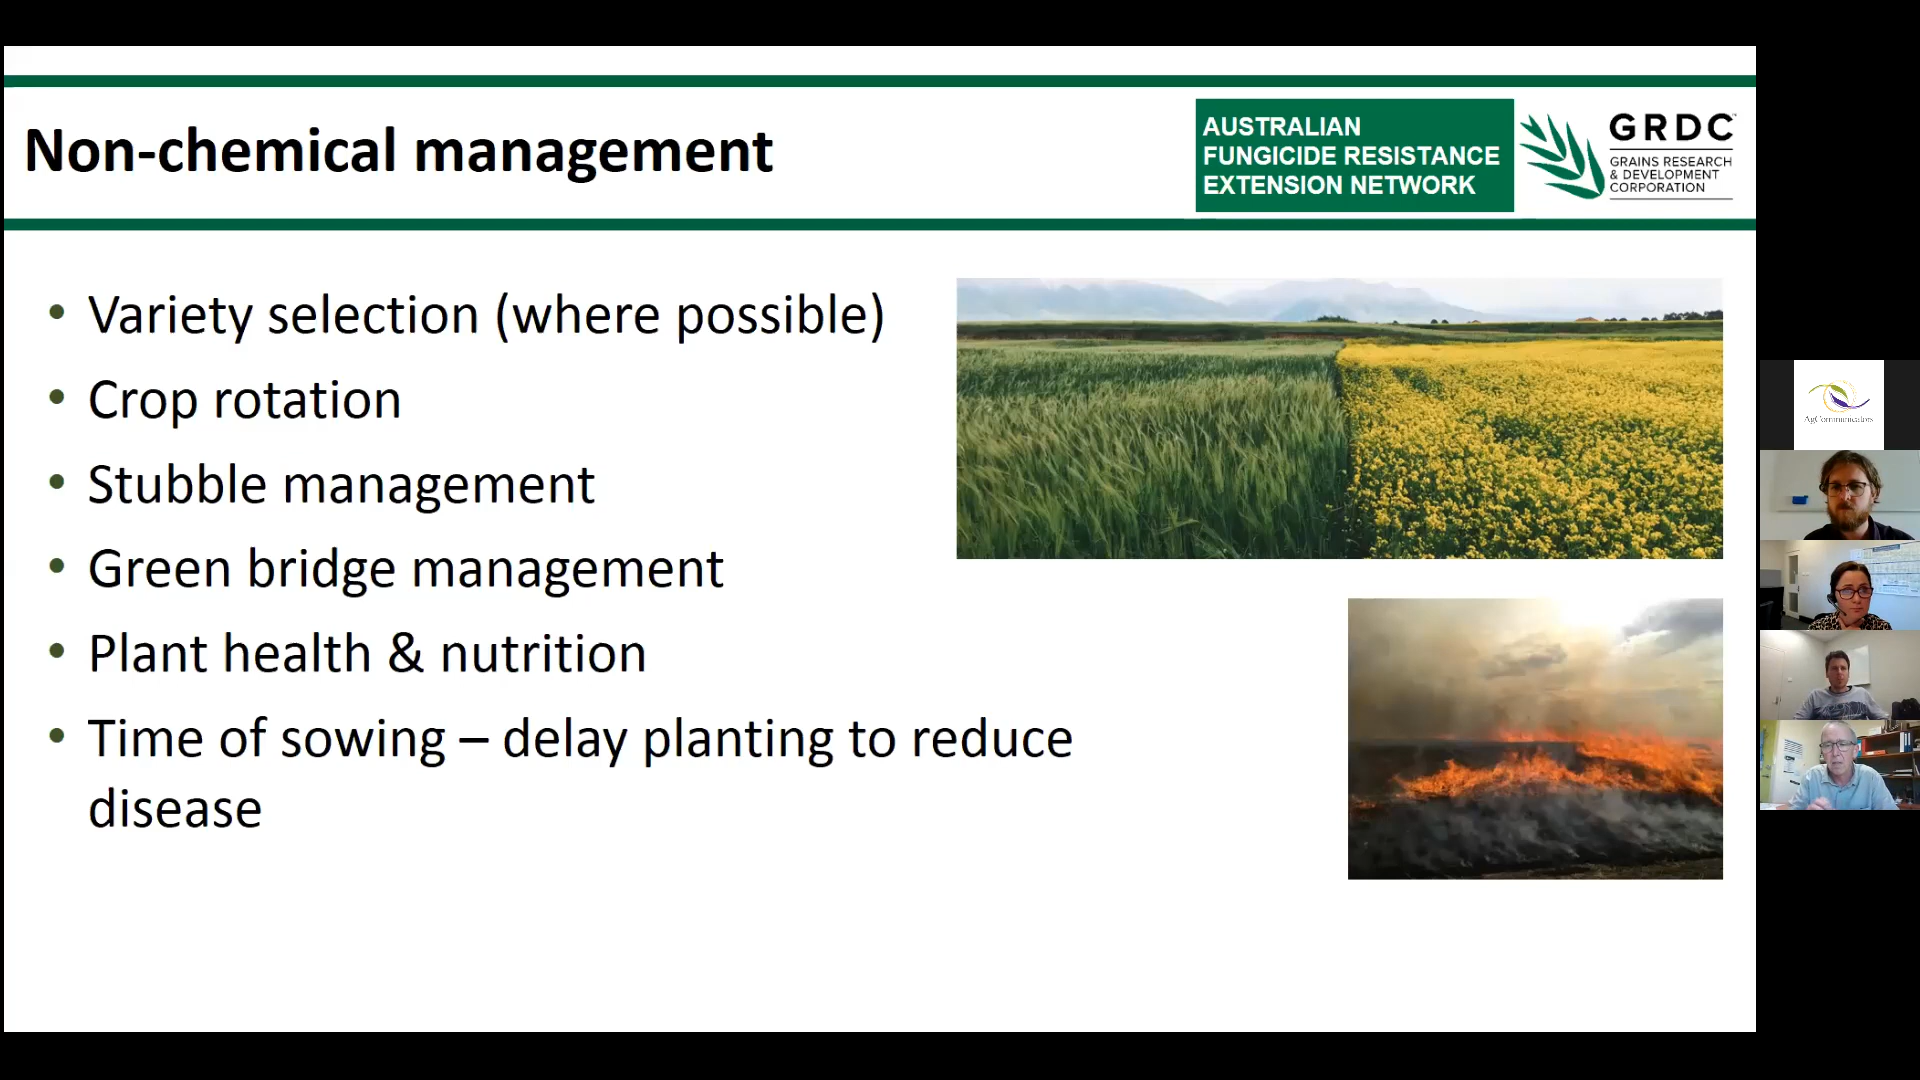 Non-chemical management
AUSTRALIAN
FUNGICIDE RESISTANCE
EXTENSION NETWORK
GRDC
GRAINS RESEARCH
& DEVELOPMENT
CORPORATION
• Variety selection (where possible)
• Crop rotation
• Stubble management
• Green bridge management
• Plant health & nutrition
• Time of sowing – delay planting to reduce
disease
AgCommunicators